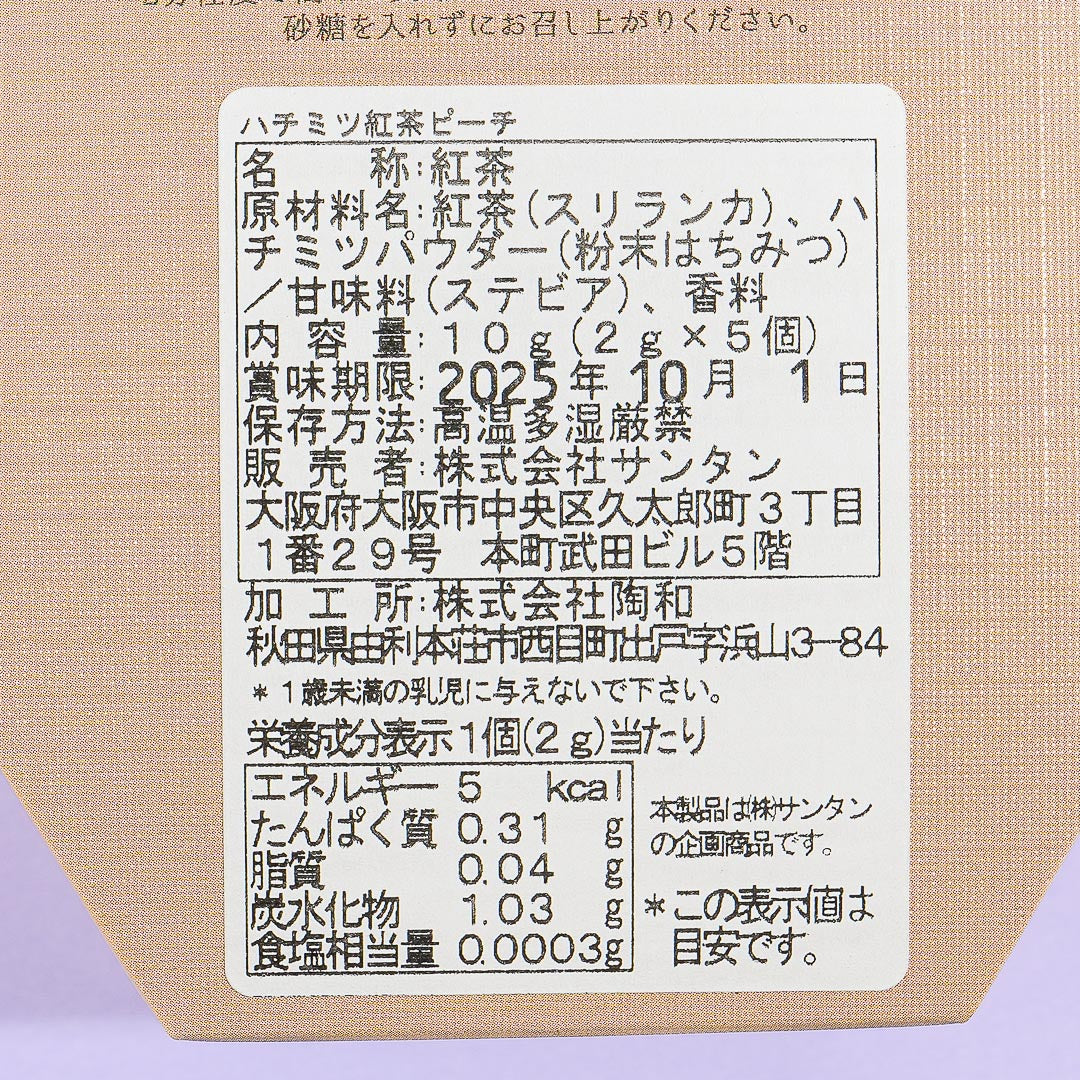 砂糖を入れずにお召し上がりください。
ハチミツ紅茶ピーチ
名　　称:紅茶
原材料名:紅茶(スリランカ)、ハ
チミツパウダー(粉末はちみつ)
／甘味料(ステビア)、香料
内 容 量:１０ｇ(２ｇ×５個)
賞味期限:2025年 10月 1日
保存方法:高温多湿厳禁
販 売 者:株式会社サンタン
大阪府大阪市中央区久太郎町３丁目
１番２９号　本町武田ビル５階
加 工 所:株式会社陶和
秋田県由利本荘市西目町出戸字浜山3-84
＊１歳未満の乳児に与えないで下さい。
栄養成分表示1個(2ｇ)当たり
エネルギー 5 kcal
たんぱく質 0.31 g
脂質 0.04 g
炭水化物 1.03 g
食塩相当量 0.0003g
本製品は(株)サンタン
の企画商品です。
＊この表示値は
目安です。